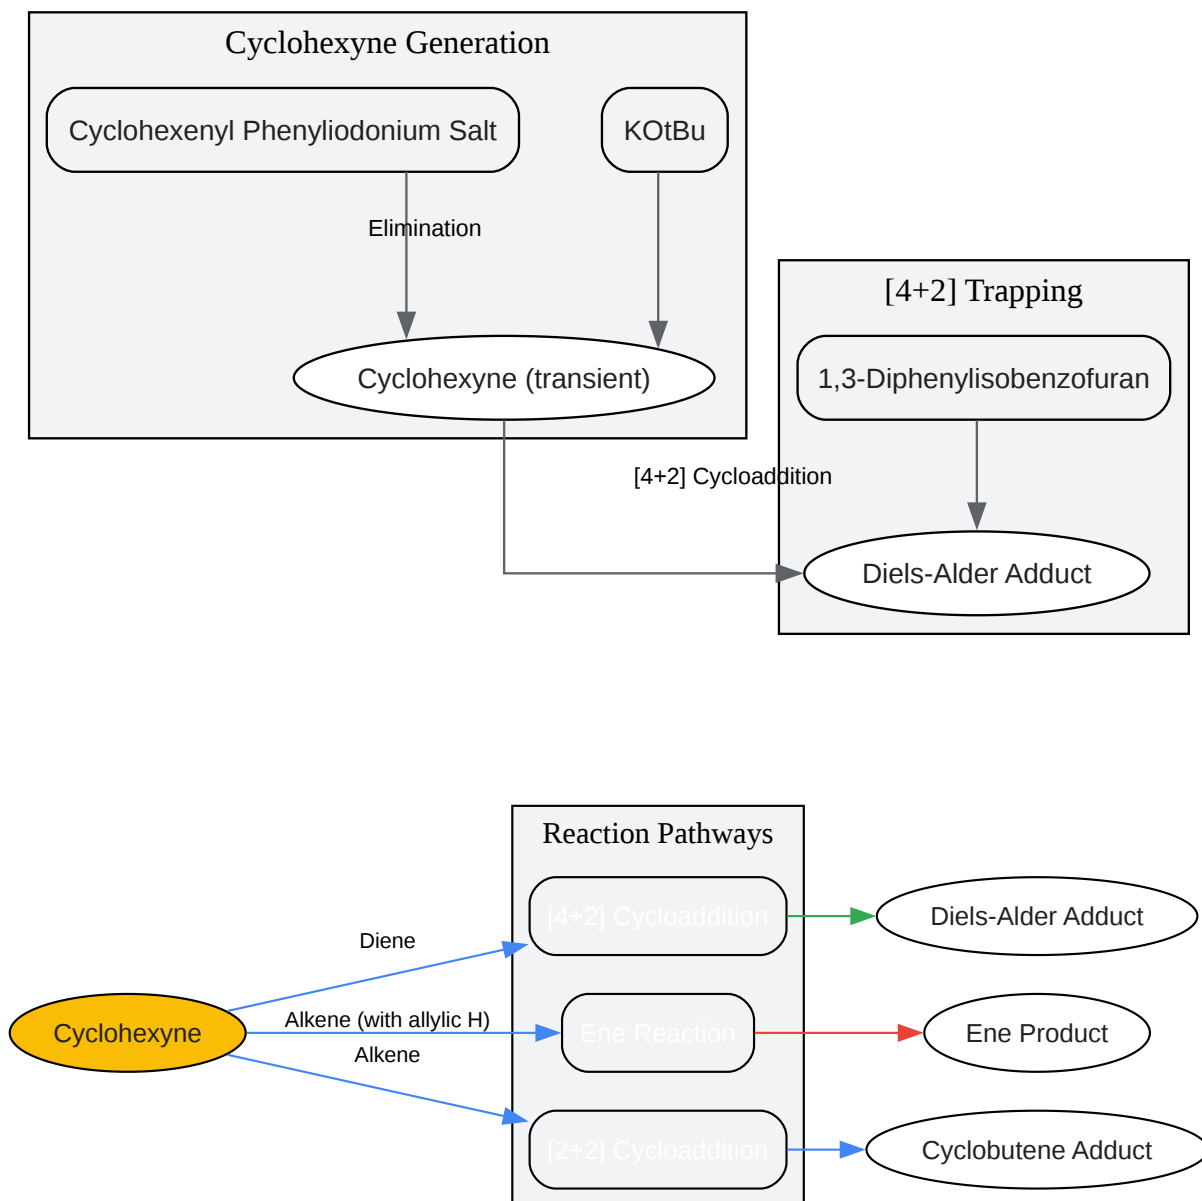 Cyclohexyne Generation
Cyclohexenyl Phenyliodonium Salt
KOtBu
Elimination
Cyclohexyne (transient)
[4+2] Trapping
1,3-Diphenylisobenzofuran
[4+2] Cycloaddition
Diels-Alder Adduct
Reaction Pathways
[4+2] Cycloaddition
Diels-Alder Adduct
Diene
Cyclohexyne
Alkene (with allylic H)
Ene Reaction
Ene Product
Alkene
[2+2] Cycloaddition
Cyclobutene Adduct